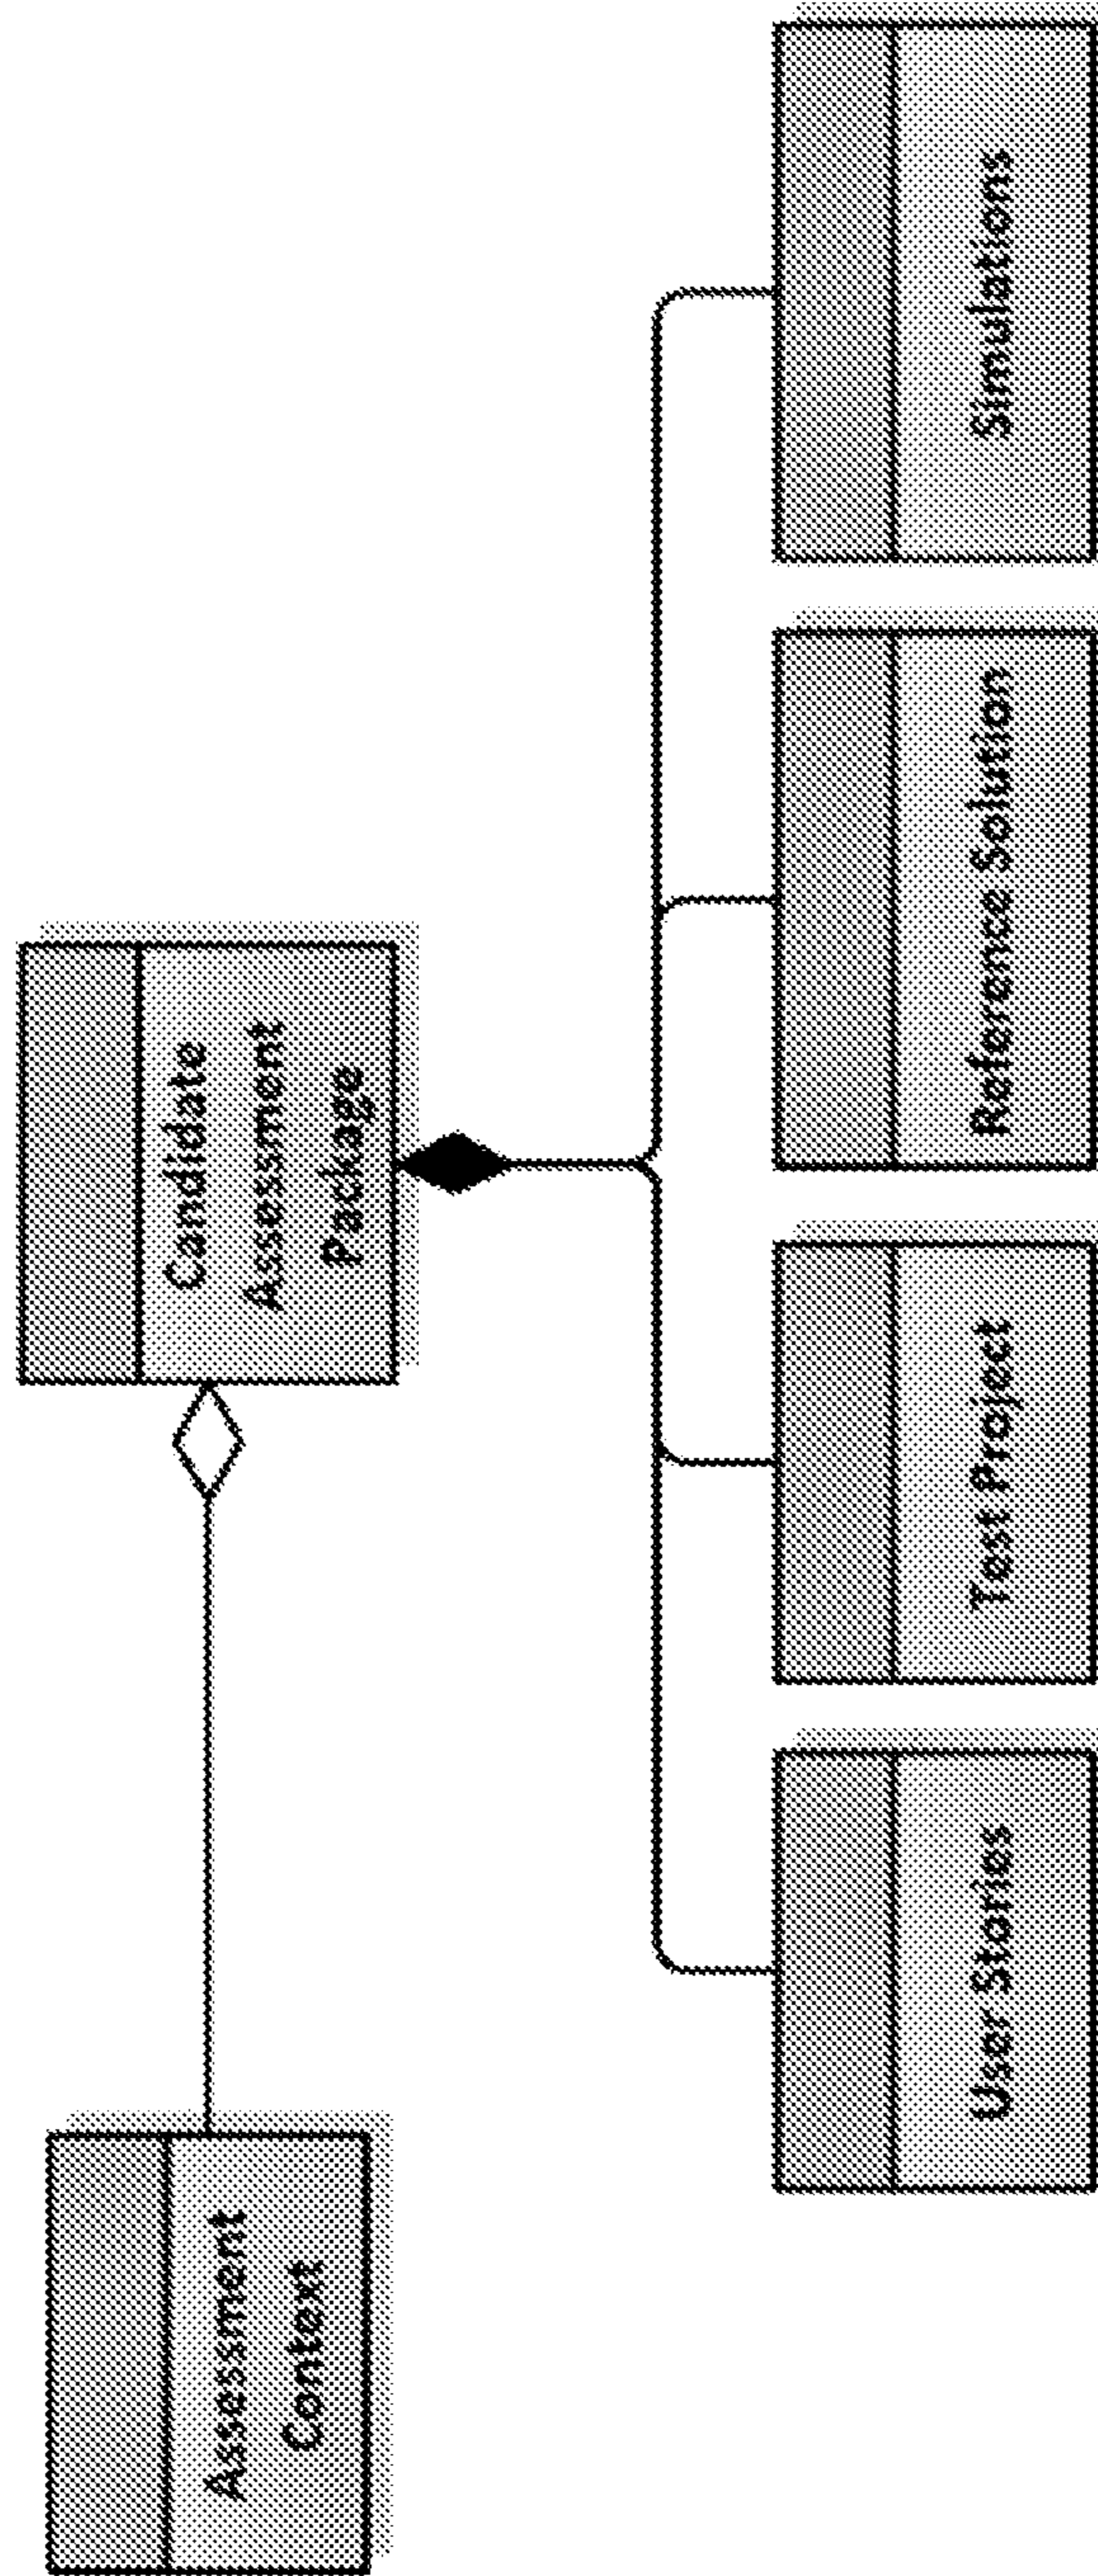 Assessment
Context
Candidate
Assessment
Package
User Stories
Test Project
Reference Solution
Simulations